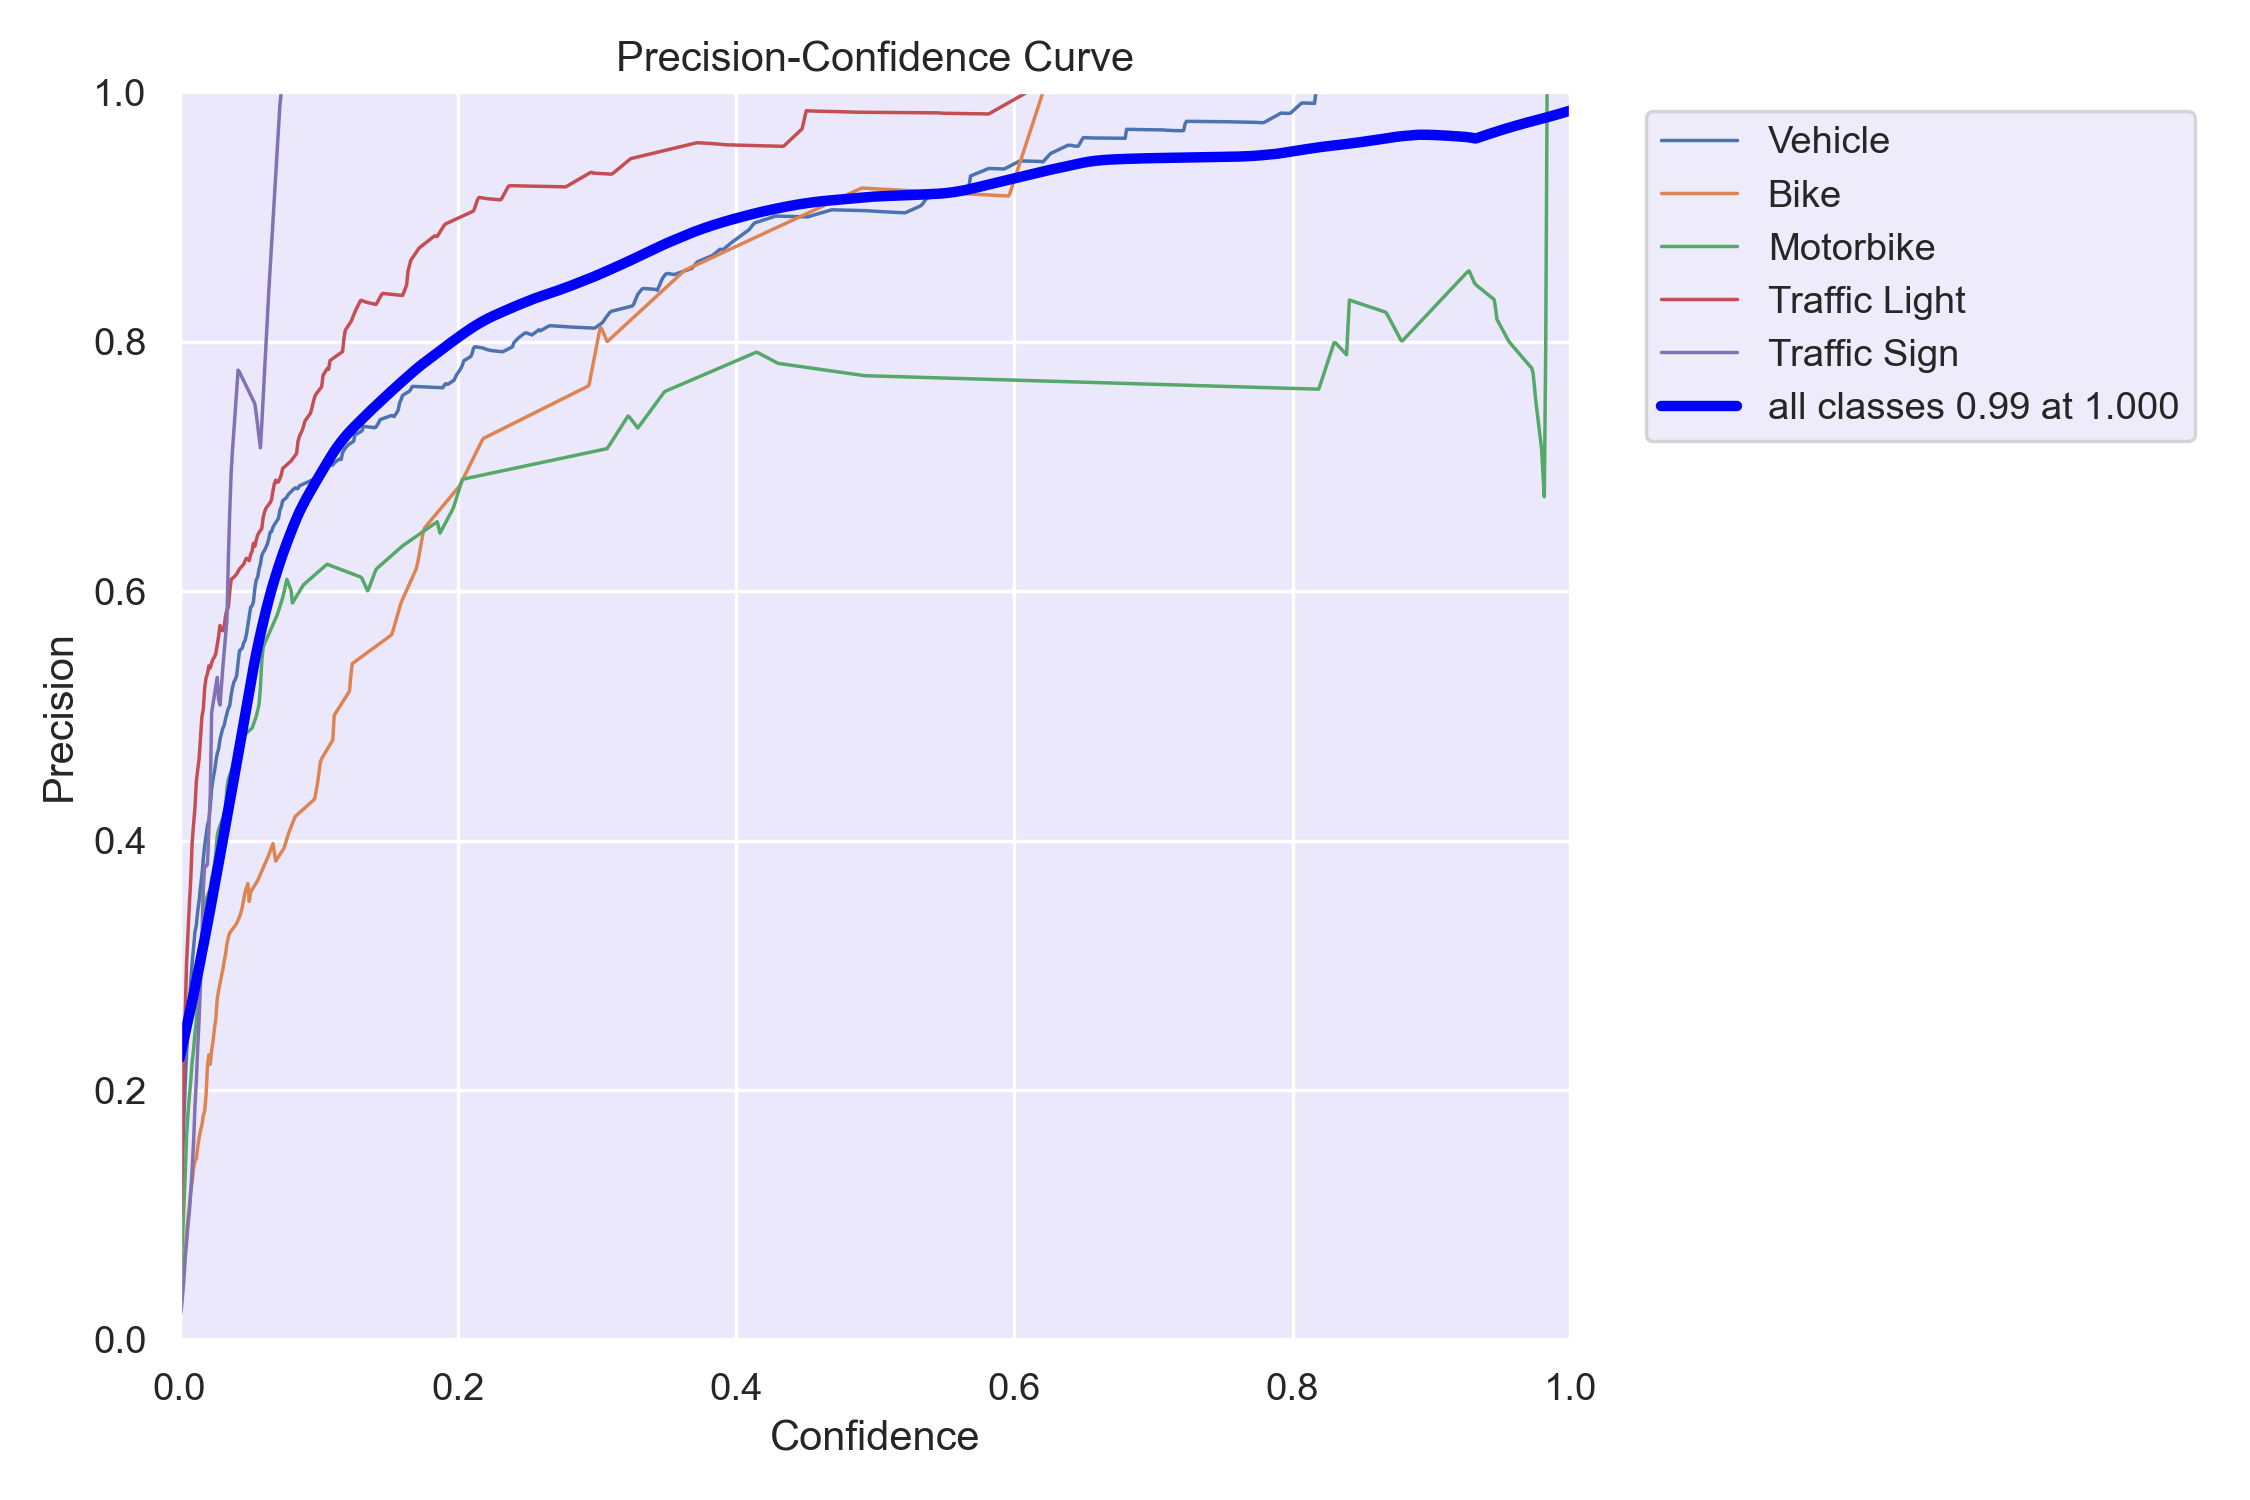 Precision-Confidence Curve
1.0
0.8
0.6
0.4
0.2
0.0
Precision
0.0 0.2 0.4 0.6 0.8 1.0
Confidence
Vehicle
Bike
Motorbike
Traffic Light
Traffic Sign
all classes 0.99 at 1.000